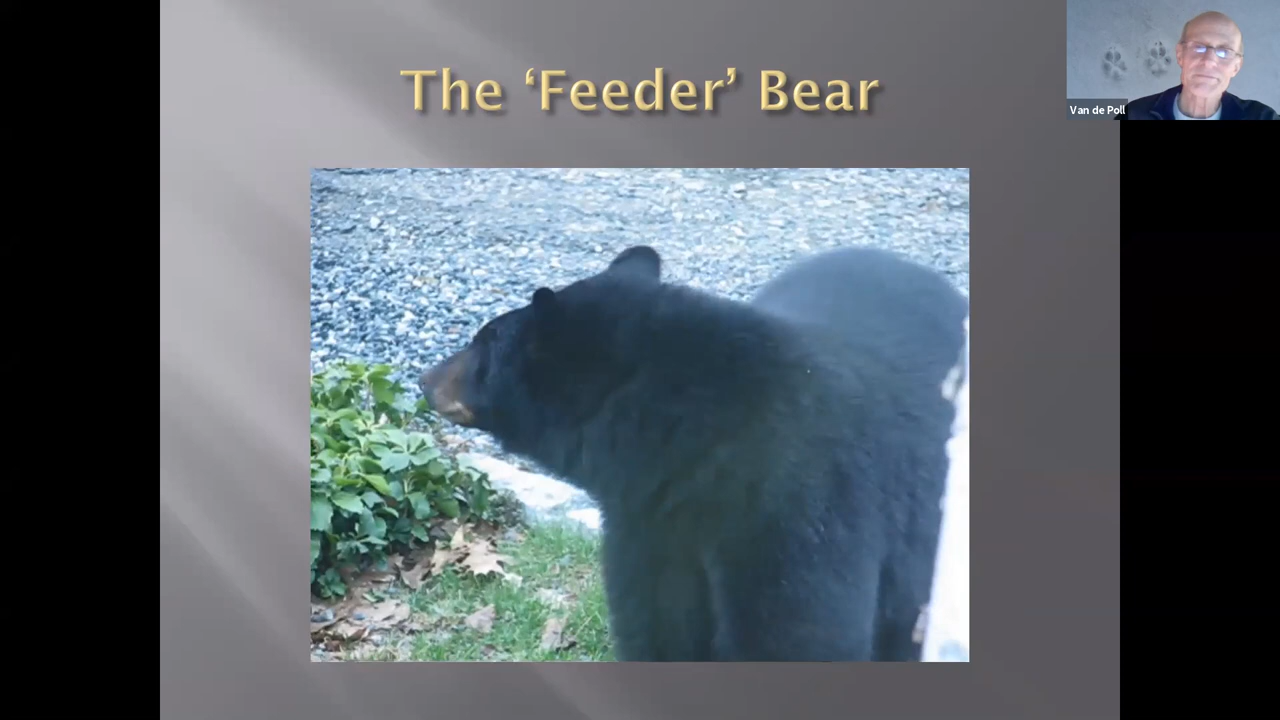 The ‘Feeder’ Bear
Van de Poll